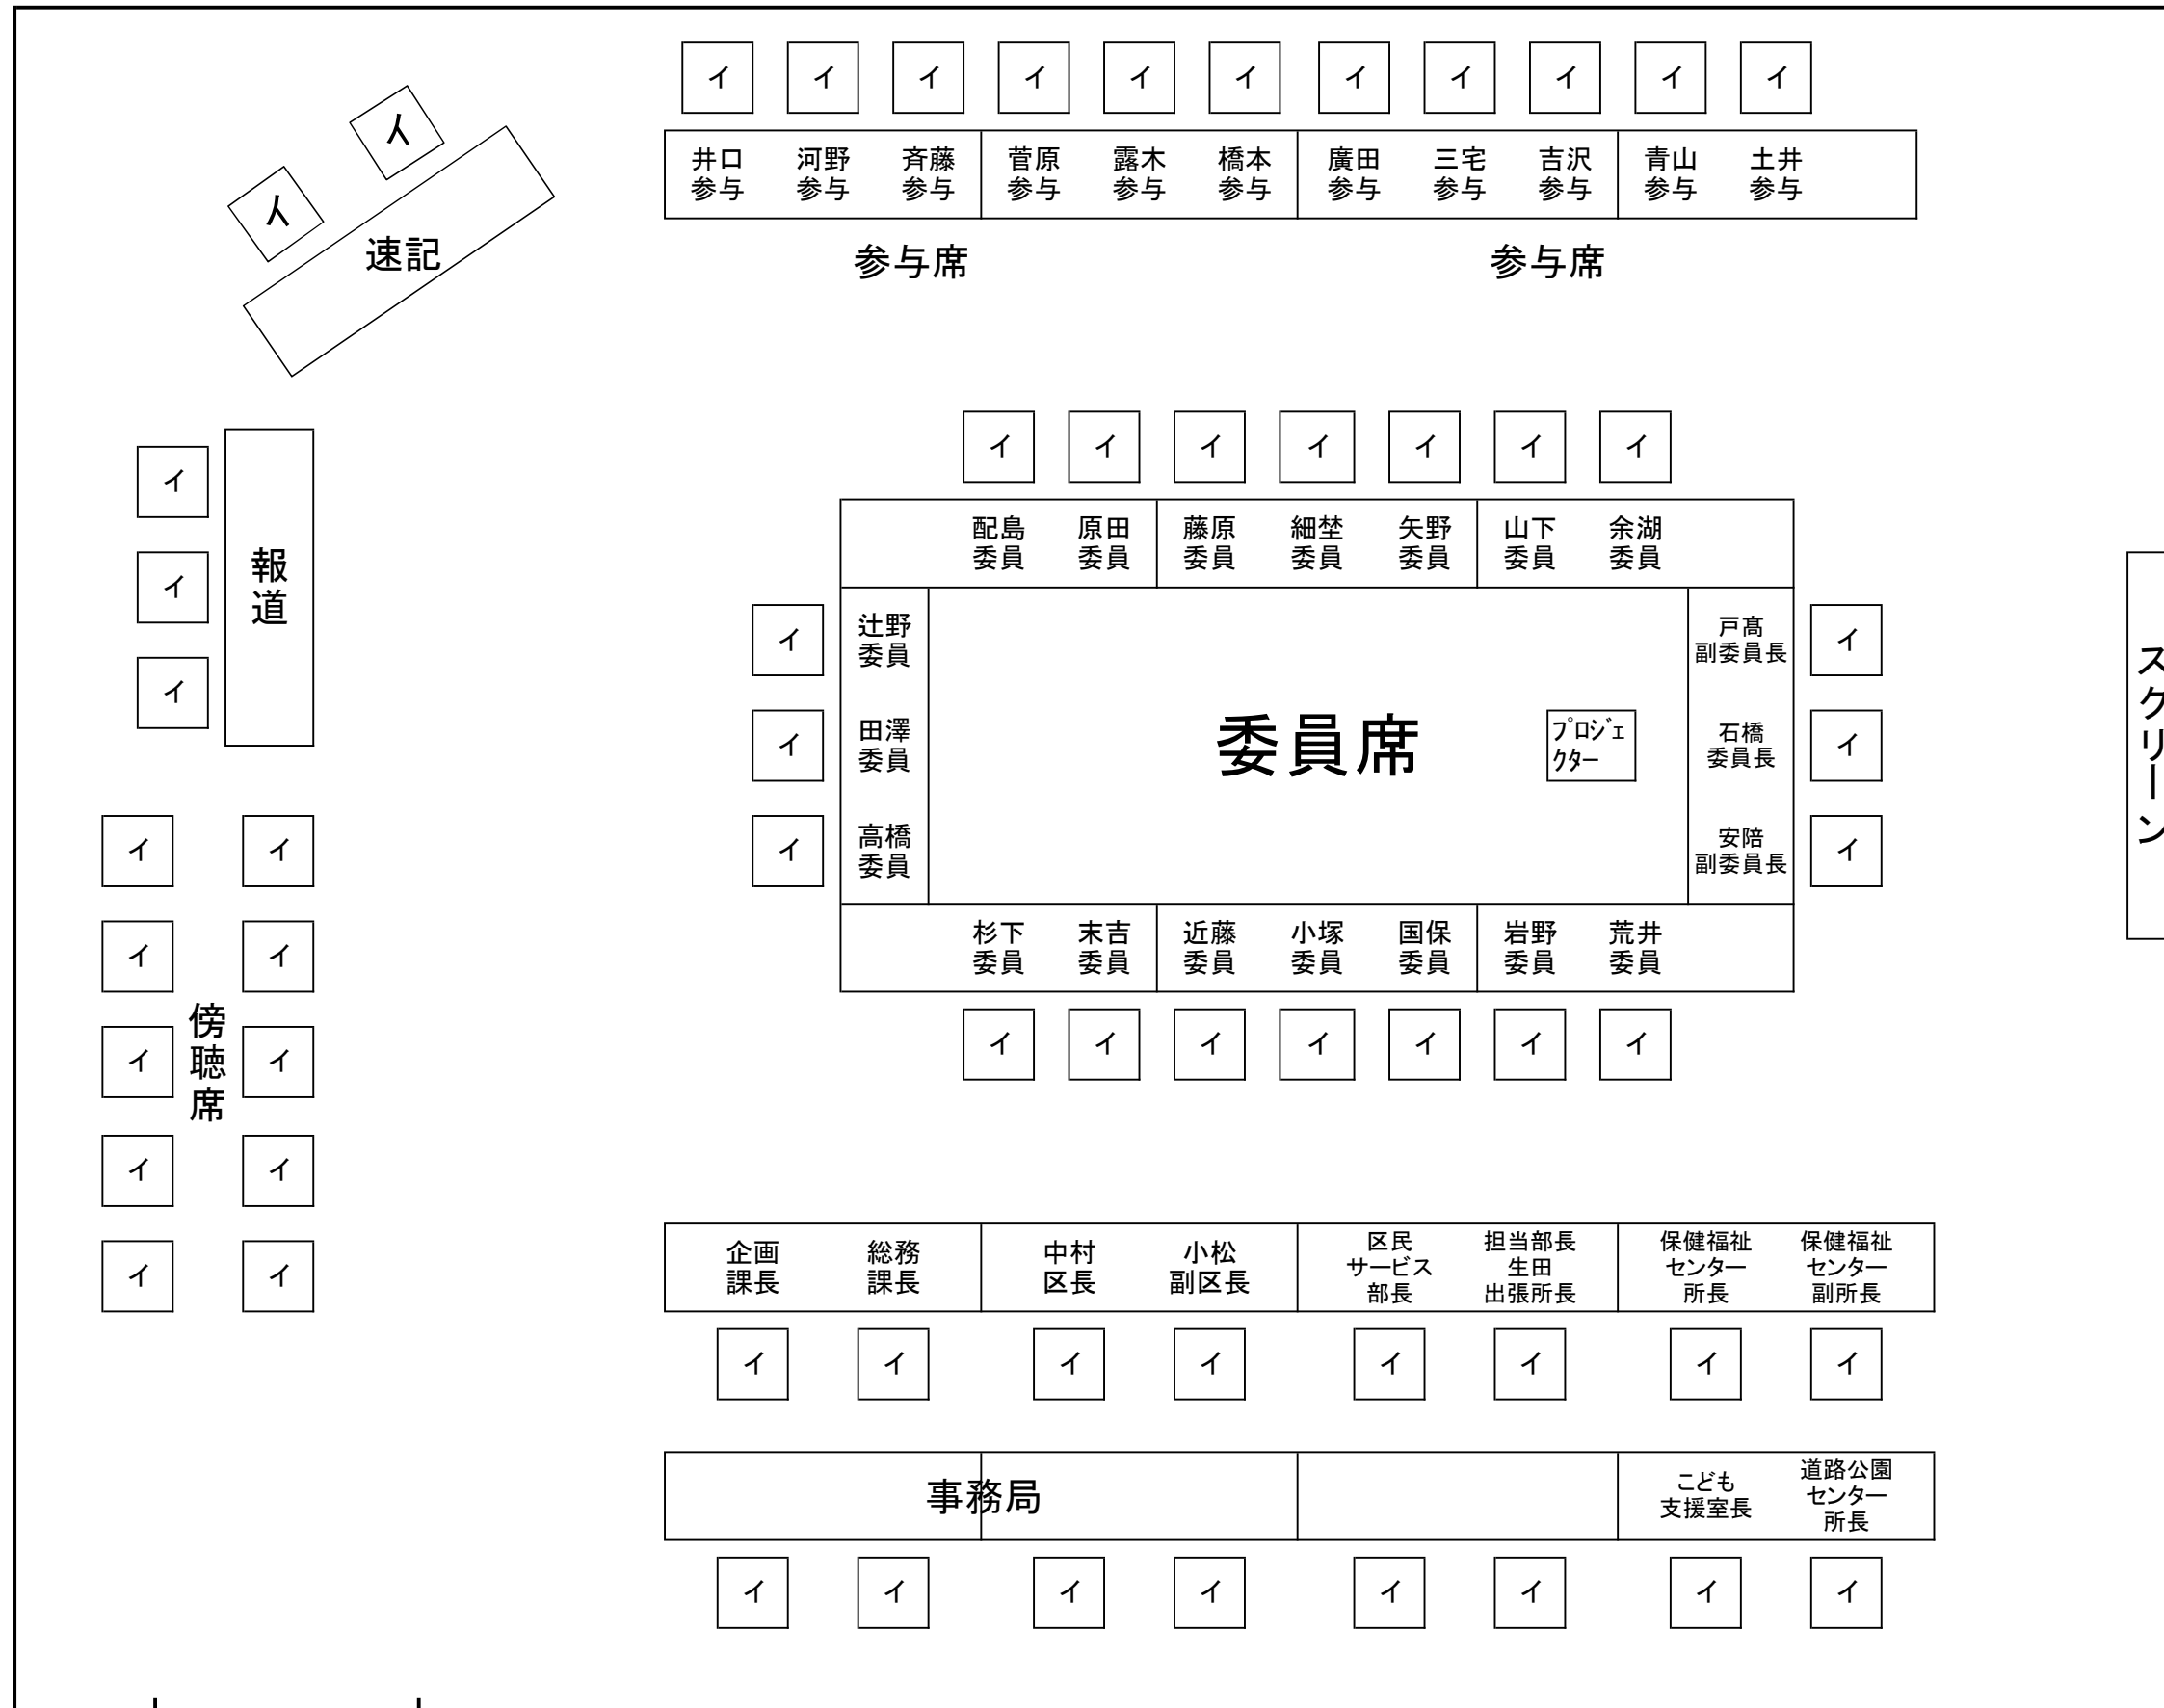 イ イ イ イ イ イ イ イ イ イ イ
井口 河野 斉藤 菅原 露木 橋本 廣田 三宅 吉沢 青山 土井
参与 参与 参与 参与 参与 参与 参与 参与 参与 参与 参与
参与席 参与席
イ
イ
速記
イ
イ
イ
報道
イ イ イ イ イ イ イ
配島 原田 藤原 細埜 矢野 山下 余湖
委員 委員 委員 委員 委員 委員 委員
イ
辻野
委員
イ
田澤
委員
イ
高橋
委員
委員席
プロジェ
クター
戸髙
副委員長
イ
石橋
委員長
イ
安陪
副委員長
イ
杉下 末吉 近藤 小塚 国保 岩野 荒井
委員 委員 委員 委員 委員 委員 委員
イ イ イ イ イ イ イ
スクリーン
イ イ
イ イ
イ イ
イ イ
イ イ
傍聴席
企画
課長
総務
課長
中村
区長
小松
副区長
区民
サービス
部長
担当部長
生田
出張所長
保健福祉
センター
所長
保健福祉
センター
副所長
イ イ イ イ イ イ イ イ
事務局
こども
支援室長
道路公園
センター
所長
イ イ イ イ イ イ イ イ